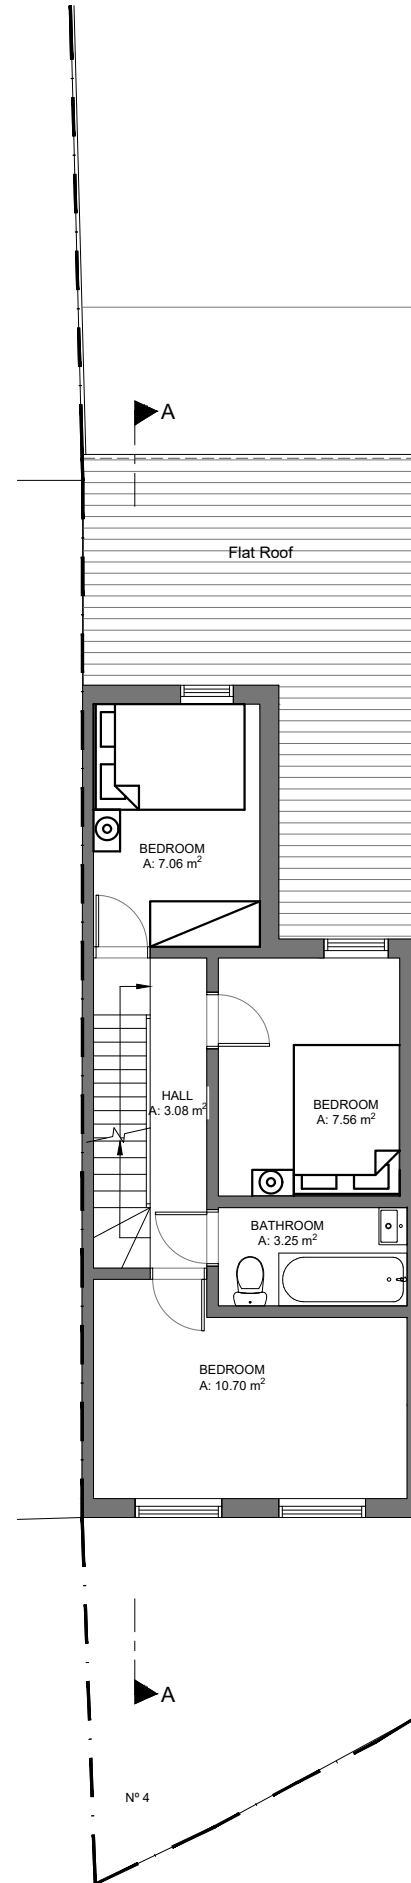 A
Flat Roof
BEDROOM
A: 7.06 m²
HALL
A: 3.08 m²
BEDROOM
A: 7.56 m²
BATHROOM
A: 3.25 m²
BEDROOM
A: 10.70 m²
A
Nº 4